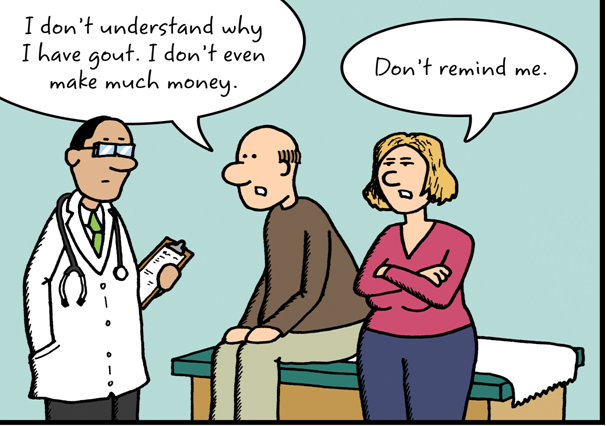 I don't understand why
I have gout. I don't even
make much money.
Don't remind me.